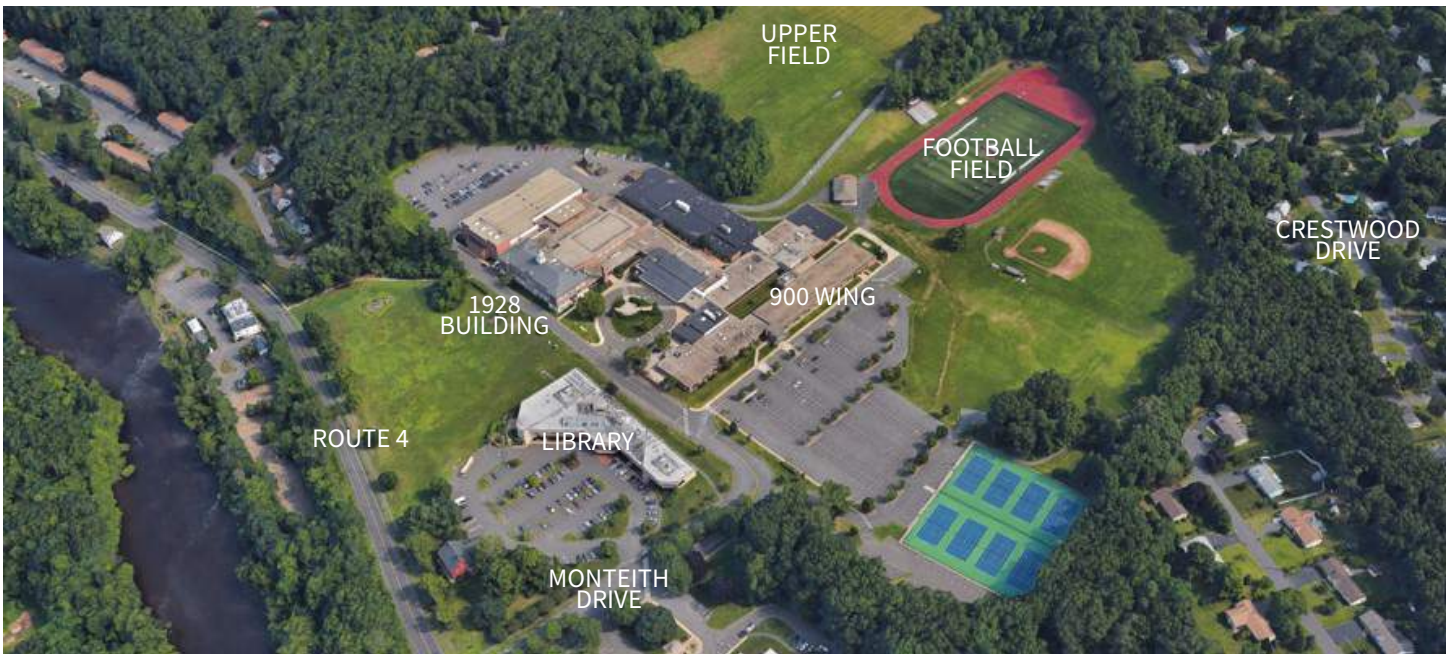 UPPER
FIELD
FOOTBALL
FIELD
CRESTWOOD
DRIVE
900 WING
1928
BUILDING
ROUTE 4
LIBRARY
MONTEITH
DRIVE